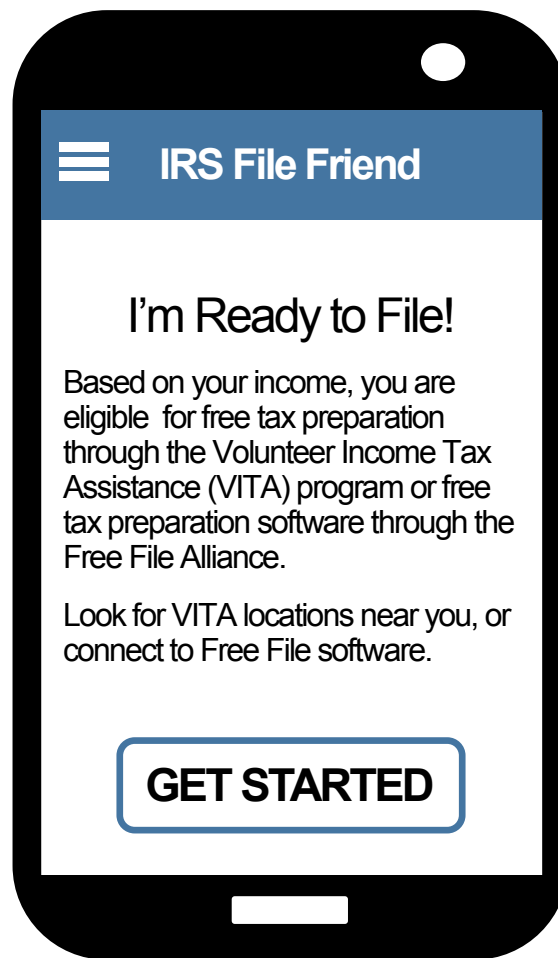 IRS File Friend
I'm Ready to File!
Based on your income, you are
eligible  for free tax preparation
through the Volunteer Income Tax
Assistance (VITA) program or free
tax preparation software through the
Free File Alliance.
Look for VITA locations near you, or
connect to Free File software.
GET STARTED